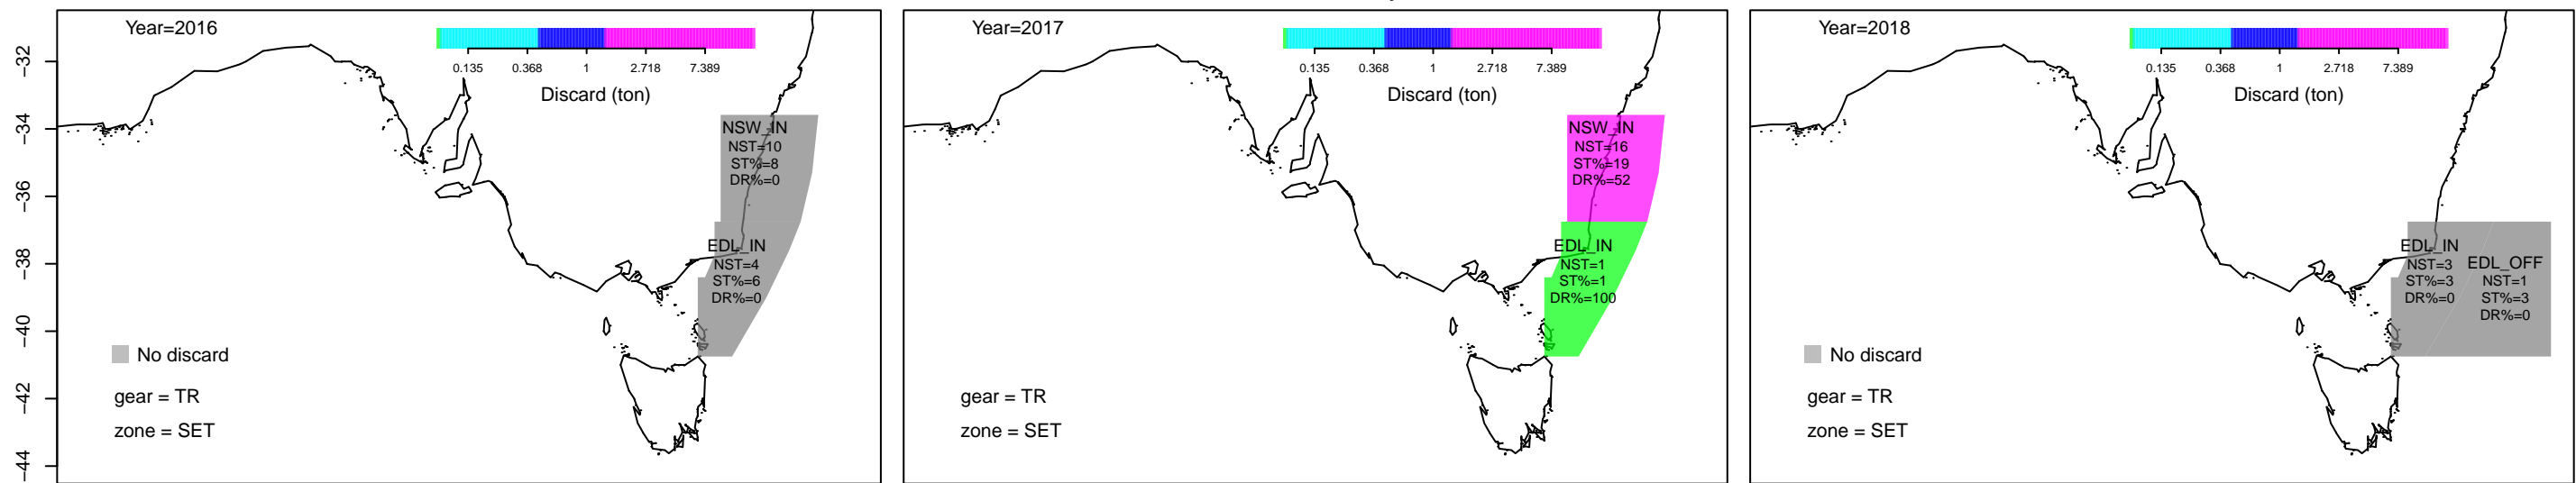 Year=2016
0.135 0.368 1 2.718 7.389
Discard (ton)
NSW_IN
NST=10
ST%=8
DR%=0
EDL_IN
NST=4
ST%=6
DR%=0
No discard
gear = TR
zone = SET
−32
−34
−36
−38
−40
−42
−44
Year=2017
0.135 0.368 1 2.718 7.389
Discard (ton)
NSW_IN
NST=16
ST%=19
DR%=52
EDL_IN
NST=1
ST%=1
DR%=100
gear = TR
zone = SET
Year=2018
0.135 0.368 1 2.718 7.389
Discard (ton)
EDL_IN
NST=3
ST%=3
DR%=0
EDL_OFF
NST=1
ST%=3
DR%=0
No discard
gear = TR
zone = SET